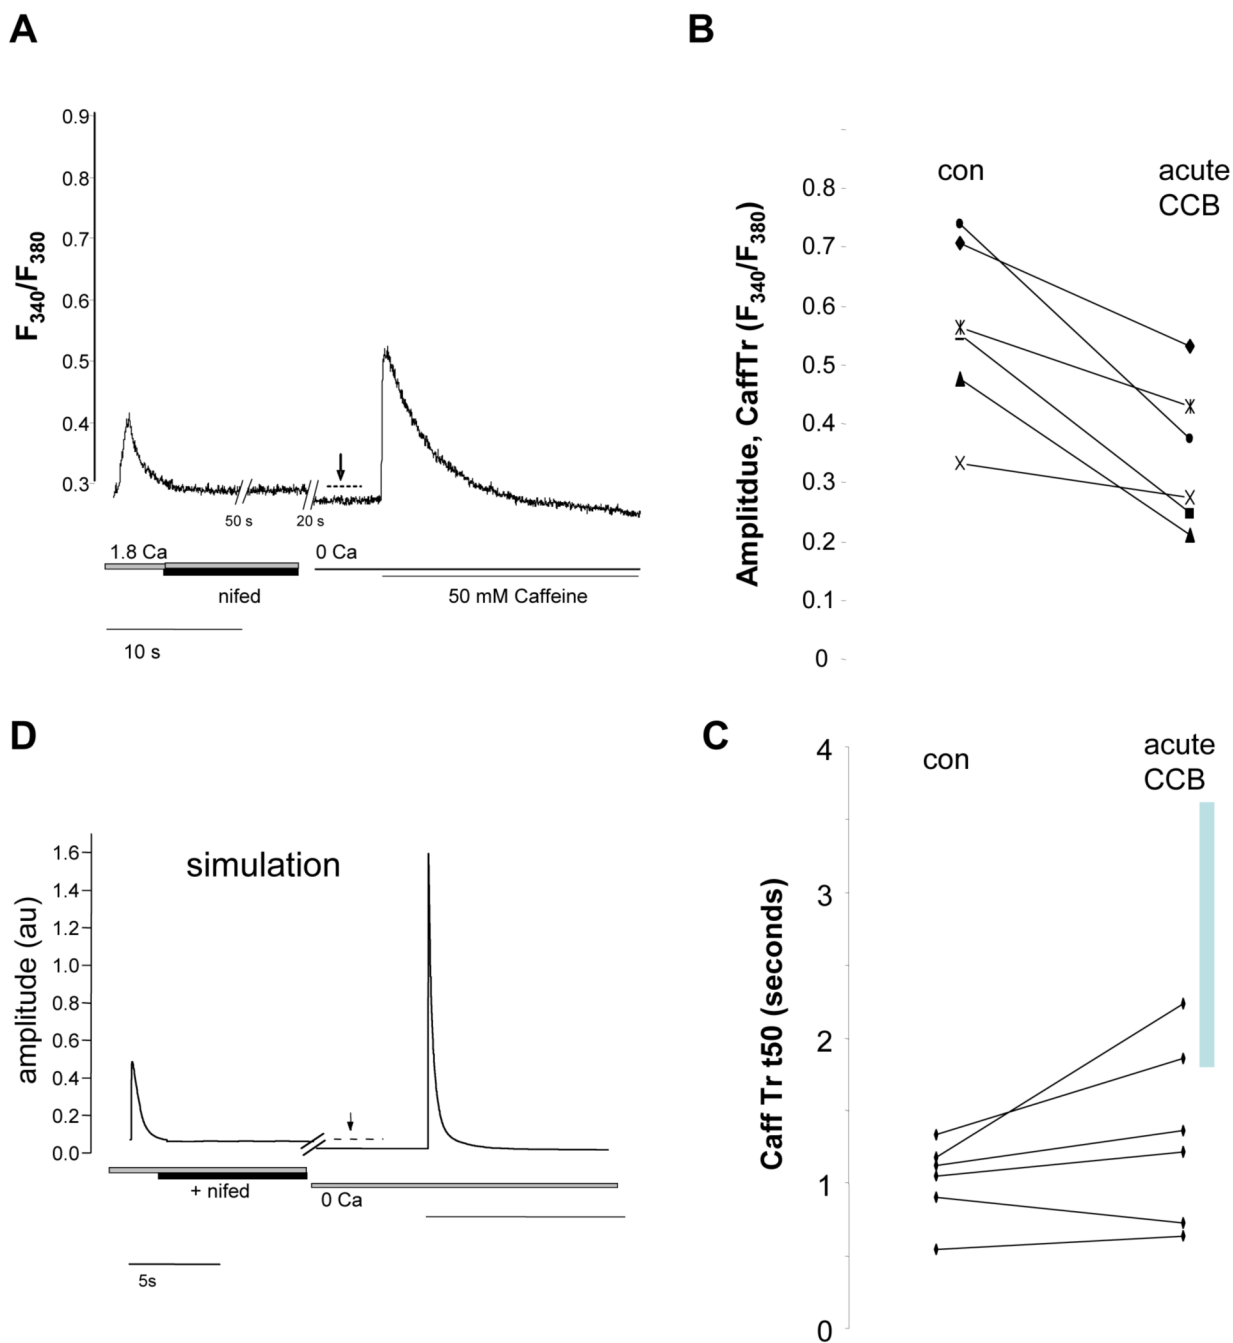 A
F340/F380
0.9
0.8
0.7
0.6
0.5
0.4
0.3
50 s
20 s
1.8 Ca
0 Ca
nifed
50 mM Caffeine
10 s
B
Amplitdue, CaffTr (F340/F380)
con
acute
CCB
0.8
0.7
0.6
0.5
0.4
0.3
0.2
0.1
0
D
simulation
amplitude (au)
1.6
1.4
1.2
1.0
0.8
0.6
0.4
0.2
0.0
+ nifed
0 Ca
5s
C
Caff Tr t50 (seconds)
con
acute
CCB
4
3
2
1
0